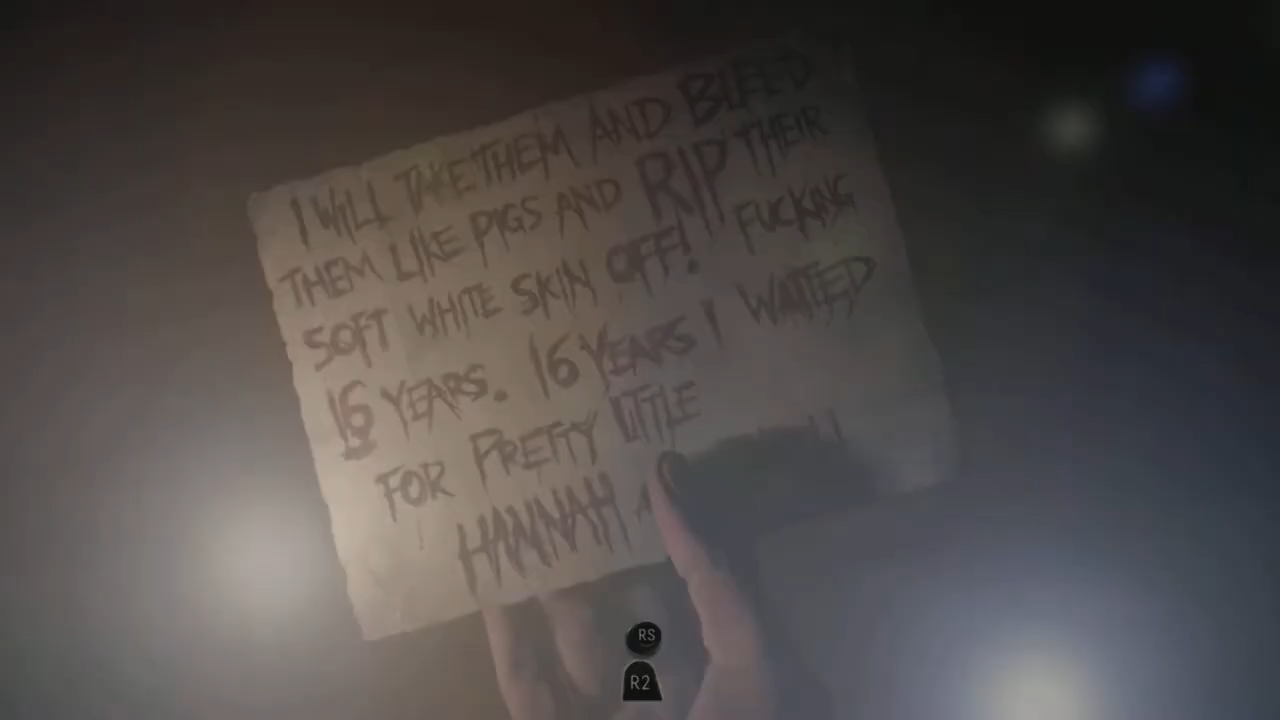 I WILL TAKE THEM AND BLEED
THEM LIKE PIGS AND RIP THEIR
SOFT WHITE SKIN OFF! FUCKING
16 YEARS. 16 YEARS I WAITED
FOR PRETTY LITTLE
HANNAH
RS
R2